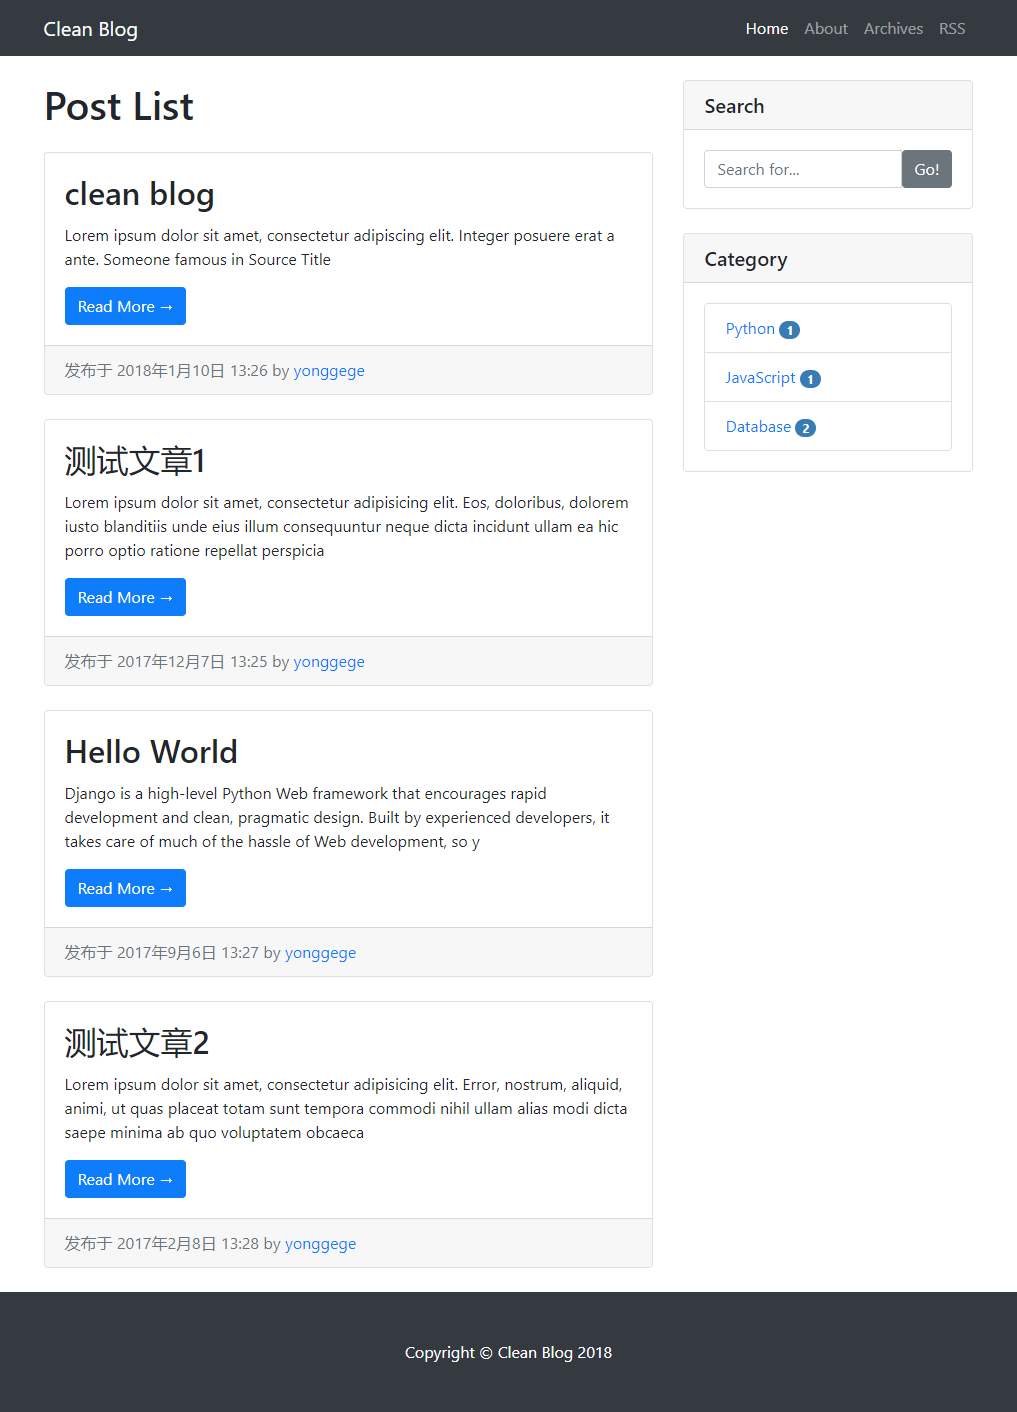 Clean Blog
Home About Archives RSS
Post List
clean blog
Lorem ipsum dolor sit amet, consectetur adipiscing elit. Integer posuere erat a
ante. Someone famous in Source Title
Read More →
发布于 2018年1月10日 13:26 by yonggege
测试文章1
Lorem ipsum dolor sit amet, consectetur adipisicing elit. Eos, doloribus, dolorem
iusto blanditiis unde eius illum consequuntur neque dicta incidunt ullam ea hic
porro optio ratione repellat perspicia
Read More →
发布于 2017年12月7日 13:25 by yonggege
Hello World
Django is a high-level Python Web framework that encourages rapid
development and clean, pragmatic design. Built by experienced developers, it
takes care of much of the hassle of Web development, so y
Read More →
发布于 2017年9月6日 13:27 by yonggege
测试文章2
Lorem ipsum dolor sit amet, consectetur adipisicing elit. Error, nostrum, aliquid,
animi, ut quas placeat totam sunt tempora commodi nihil ullam alias modi dicta
saepe minima ab quo voluptatem obcaeca
Read More →
发布于 2017年2月8日 13:28 by yonggege
Search
Search for... Go!
Category
Python 1
JavaScript 1
Database 2
Copyright © Clean Blog 2018